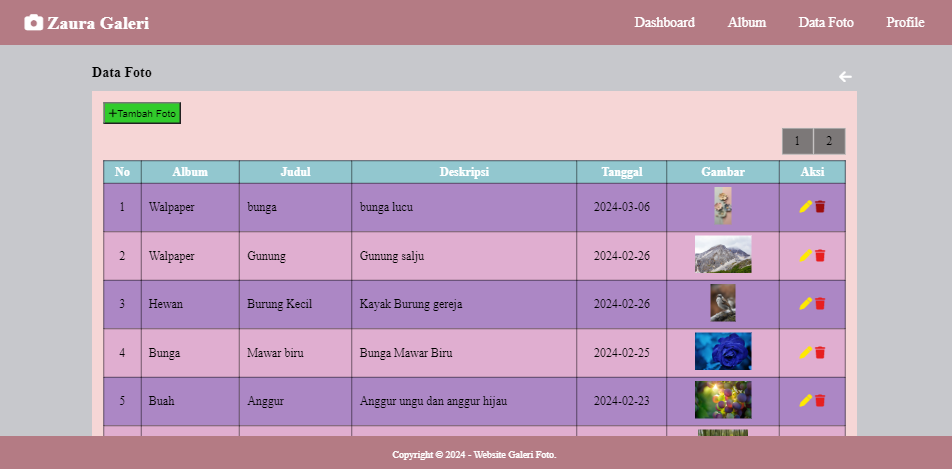 Zaura Galeri
Dashboard Album Data Foto Profile
Data Foto
+Tambah Foto
1 2
No Album Judul Deskripsi Tanggal Gambar Aksi
1 Walpaper bunga bunga lucu 2024-03-06
2 Walpaper Gunung Gunung salju 2024-02-26
3 Hewan Burung Kecil Kayak Burung gereja 2024-02-26
4 Bunga Mawar biru Bunga Mawar Biru 2024-02-25
5 Buah Anggur Anggur ungu dan anggur hijau 2024-02-23
Copyright © 2024 - Website Galeri Foto.